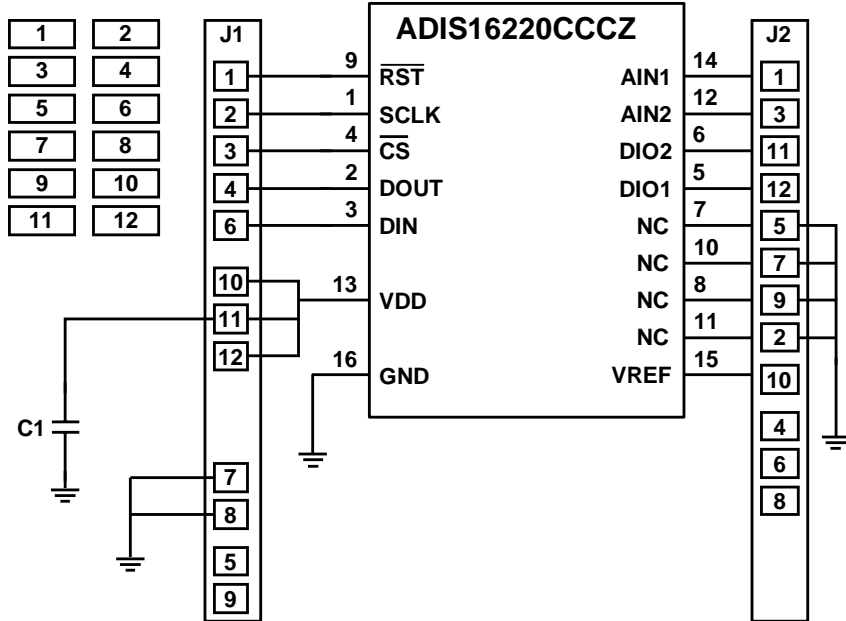 1 2
3 4
5 6
7 8
9 10
11 12
J1
1
2
3
4
6
10
11
12
7
8
5
9
C1
ADIS16220CCCZ
9 RST
1 SCLK
4 CS
2 DOUT
3 DIN
13 VDD
16 GND
AIN1 14
AIN2 12
DIO2 6
DIO1 5
NC 7
NC 10
NC 8
NC 11
VREF 15
J2
1
3
11
12
5
7
9
2
10
4
6
8